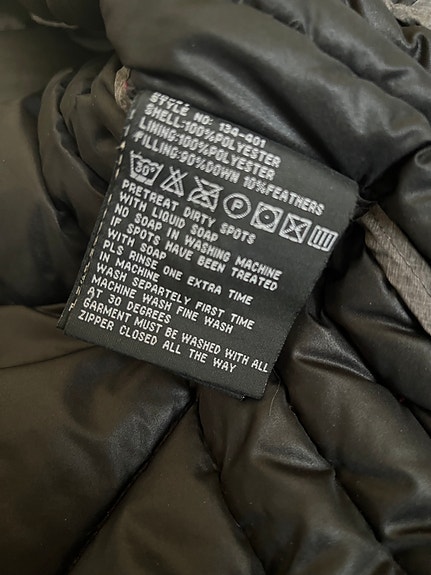 STYLE NO: 13Q-001
SHELL:100%POLYESTER
LINING:100%POLYESTER
FILLING:90%DOWN 10%FEATHERS
30° P
PRETREAT DIRTY SPOTS
WITH LIQUID SOAP
NO SOAP IN WASHING MACHINE
IF SPOTS HAVE BEEN TREATED
WITH SOAP
PLS RINSE ONE EXTRA TIME
IN MACHINE
WASH SEPARTELY FIRST TIME
MACHINE WASH FINE WASH
AT 30 DEGREES
GARMENT MUST BE WASHED WITH ALL
ZIPPER CLOSED ALL THE WAY